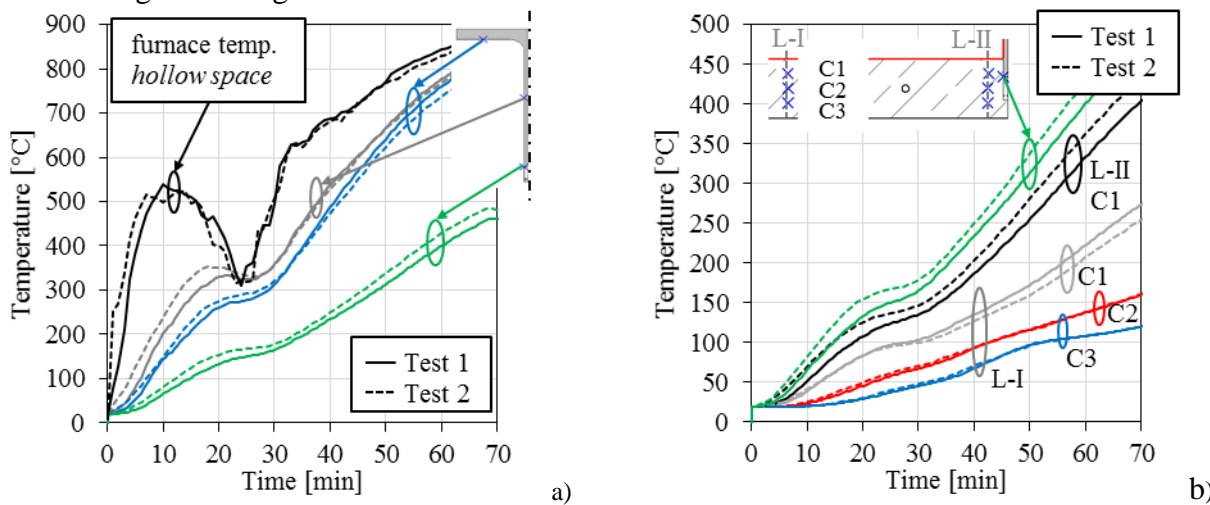 furnace temp.
hollow space
Temperature [°C]
900
800
700
600
500
400
300
200
100
0
0 10 20 30 40 50 60 70
Time [min]
Test 1
Test 2
a)
Temperature [°C]
500
450
400
350
300
250
200
150
100
50
0
0 10 20 30 40 50 60 70
Time [min]
L-I
L-II
C1
C2
C3
Test 1
Test 2
L-II
C1
C1
C2
C3
L-I
b)